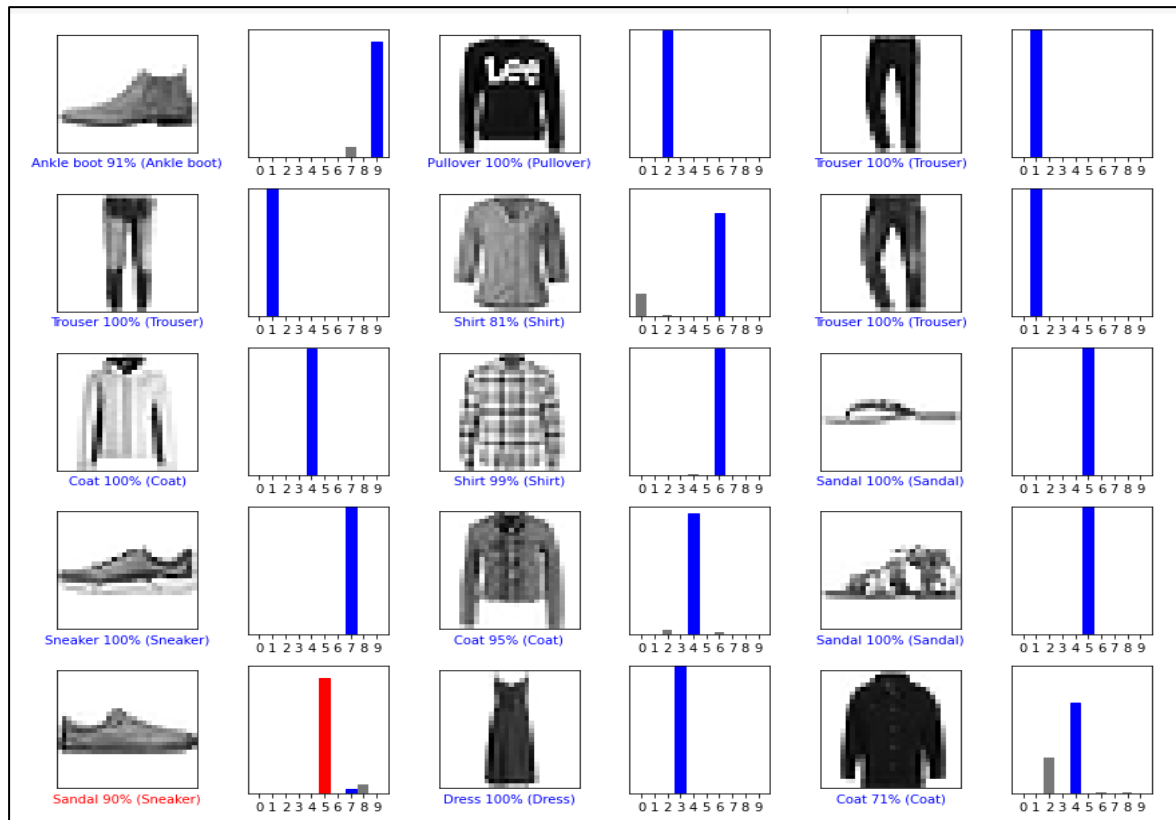 Lee
0 1 2 3 4 5 6 7 8 9 0 1 2 3 4 5 6 7 8 9 0 1 2 3 4 5 6 7 8 9
Ankle boot 91% (Ankle boot) Pullover 100% (Pullover) Trouser 100% (Trouser)
0 1 2 3 4 5 6 7 8 9 0 1 2 3 4 5 6 7 8 9 0 1 2 3 4 5 6 7 8 9
Trouser 100% (Trouser) Shirt 81% (Shirt) Trouser 100% (Trouser)
0 1 2 3 4 5 6 7 8 9 0 1 2 3 4 5 6 7 8 9 0 1 2 3 4 5 6 7 8 9
Coat 100% (Coat) Shirt 99% (Shirt) Sandal 100% (Sandal)
0 1 2 3 4 5 6 7 8 9 0 1 2 3 4 5 6 7 8 9 0 1 2 3 4 5 6 7 8 9
Sneaker 100% (Sneaker) Coat 95% (Coat) Sandal 100% (Sandal)
0 1 2 3 4 5 6 7 8 9 0 1 2 3 4 5 6 7 8 9 0 1 2 3 4 5 6 7 8 9
Sandal 90% (Sneaker) Dress 100% (Dress) Coat 71% (Coat)